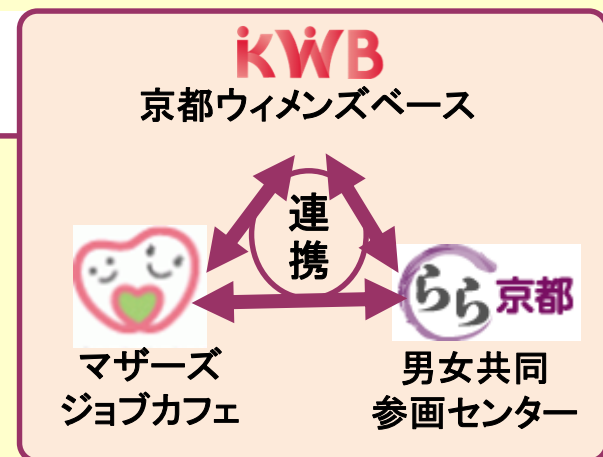 KWB
京都ウィメンズベース
連
携
らら京都
マザーズ
ジョブカフェ
男女共同
参画センター